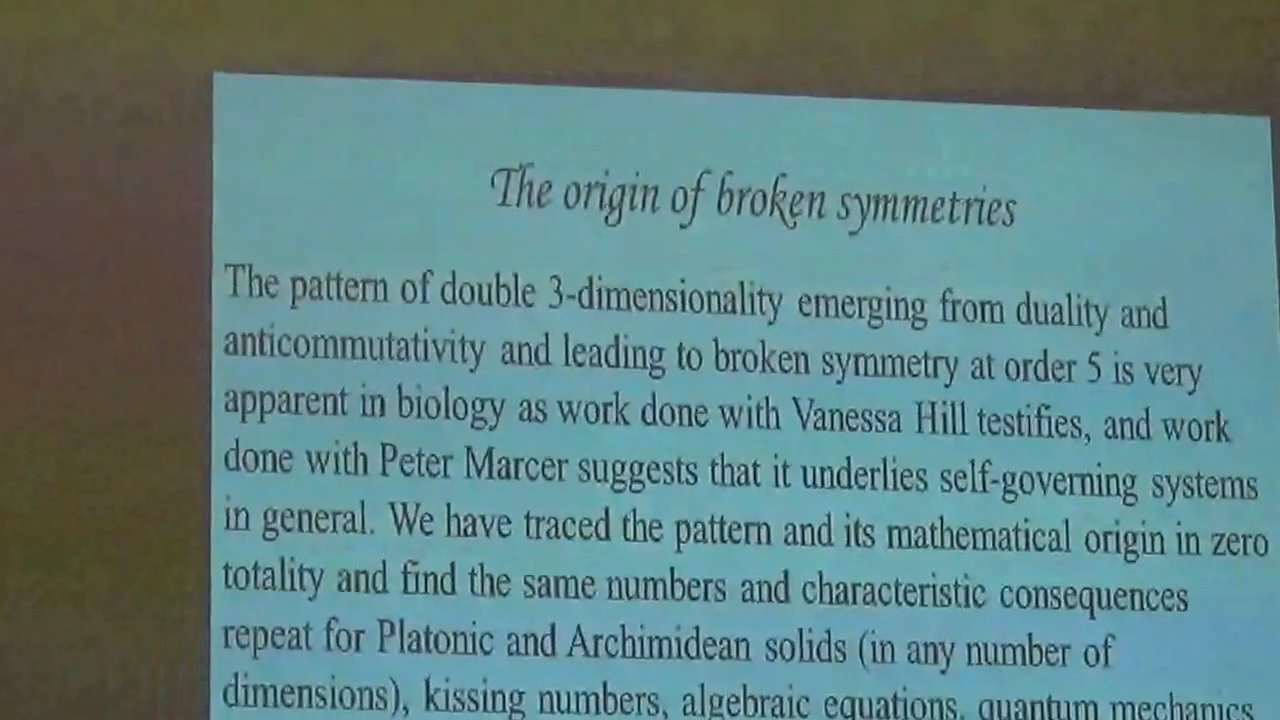 The origin of broken symmetries
The pattern of double 3-dimensionality emerging from duality and
anticommutativity and leading to broken symmetry at order 5 is very
apparent in biology as work done with Vanessa Hill testifies, and work
done with Peter Marcer suggests that it underlies self-governing systems
in general. We have traced the pattern and its mathematical origin in zero
totality and find the same numbers and characteristic consequences
repeat for Platonic and Archimidean solids (in any number of
dimensions), kissing numbers, algebraic equations, quantum mechanics